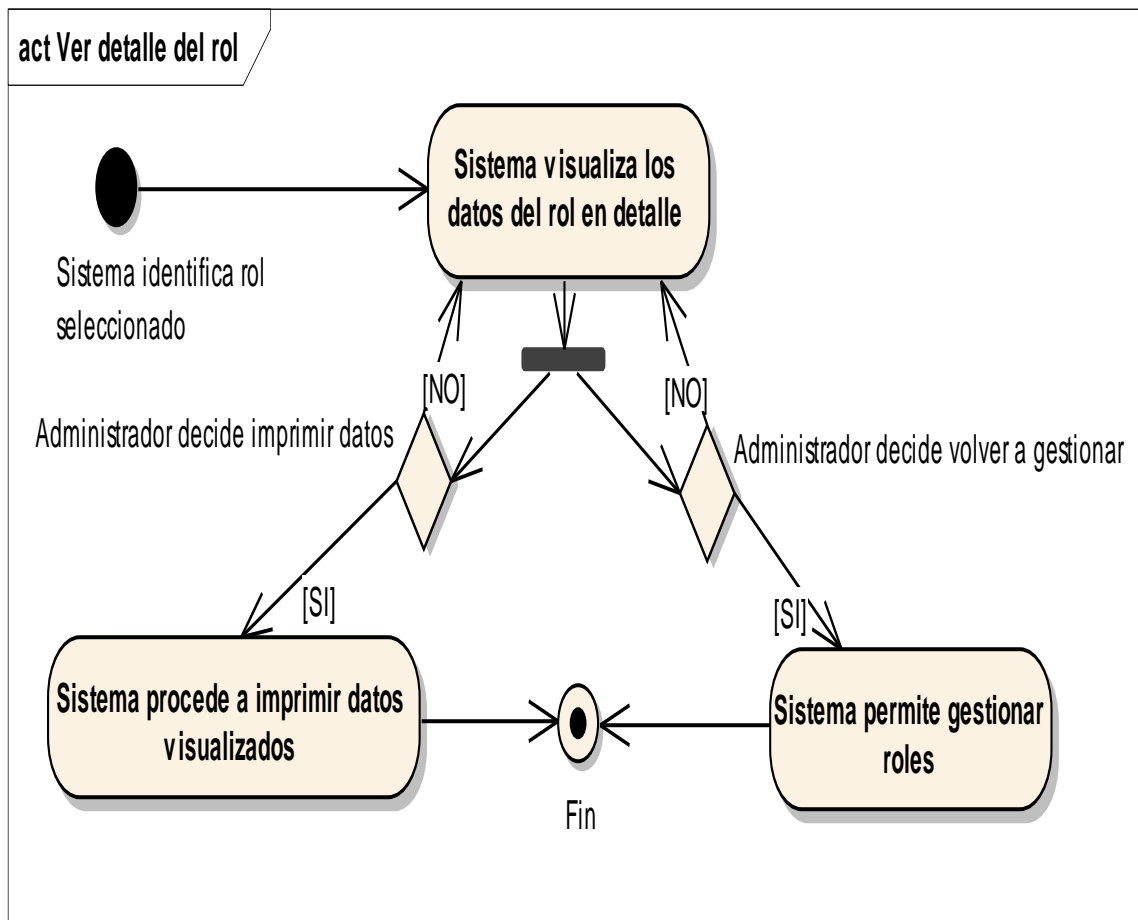 act Ver detalle del rol
Sistema visualiza los
datos del rol en detalle
Sistema identifica rol
seleccionado
[NO]
[NO]
Administrador decide imprimir datos
Administrador decide volver a gestionar
[SI]
[SI]
Sistema procede a imprimir datos
visualizados
Sistema permite gestionar
roles
Fin